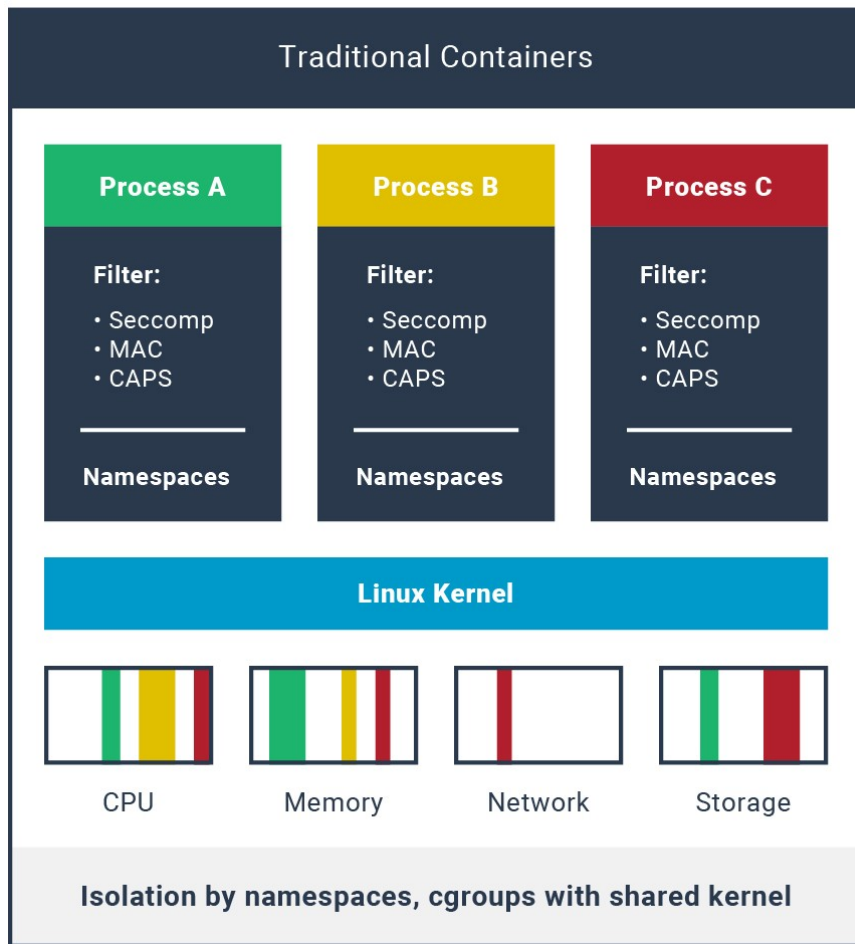 Traditional Containers
Process A
Filter:
• Seccomp
• MAC
• CAPS
Namespaces
Process B
Filter:
• Seccomp
• MAC
• CAPS
Namespaces
Process C
Filter:
• Seccomp
• MAC
• CAPS
Namespaces
Linux Kernel
CPU
Memory
Network
Storage
Isolation by namespaces, cgroups with shared kernel